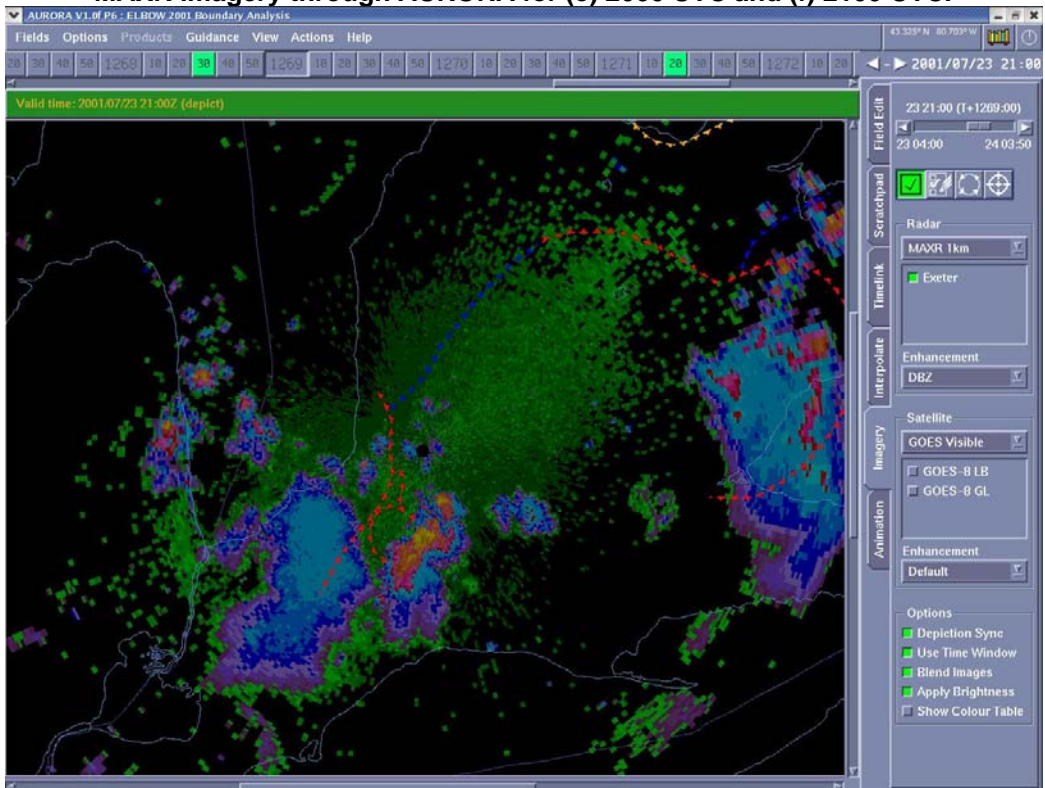 MAXR imagery through AURORA for (e) 2000 UTC and (f) 2100 UTC.
AURORA V1.0f P6 : ELBOW 2001 Boundary Analysis
Fields Options Products Guidance View Actions Help
43.325° N 80.703° W
20 30 40 50 1268 10 20 30 40 50 1269 10 20 30 40 50 1270 10 20 30 40 50 1271 10 20 30 40 50 1272 10 20
- 2001/07/23 21:00
Valid time: 2001/07/23 21:00Z (depict)
Field Edit
Scratchpad
Timelink
Interpolate
Imagery
Animation
23 21:00 (T+1269:00)
23 04:00 24 03:50
Radar
MAXR 1km
Exeter
Enhancement
DBZ
Satellite
GOES Visible
GOES-8 LB
GOES-8 GL
Enhancement
Default
Options
Depiction Sync
Use Time Window
Blend Images
Apply Brightness
Show Colour Table